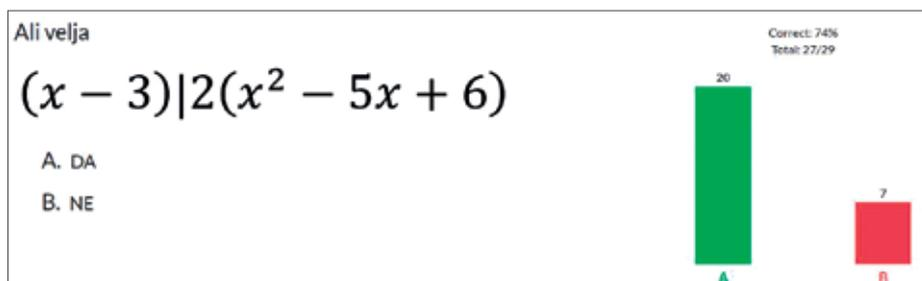 Ali velja
(x − 3)|2(x² − 5x + 6)
A. DA
B. NE
Correct: 74%
Total: 27/29
20
7
A
B